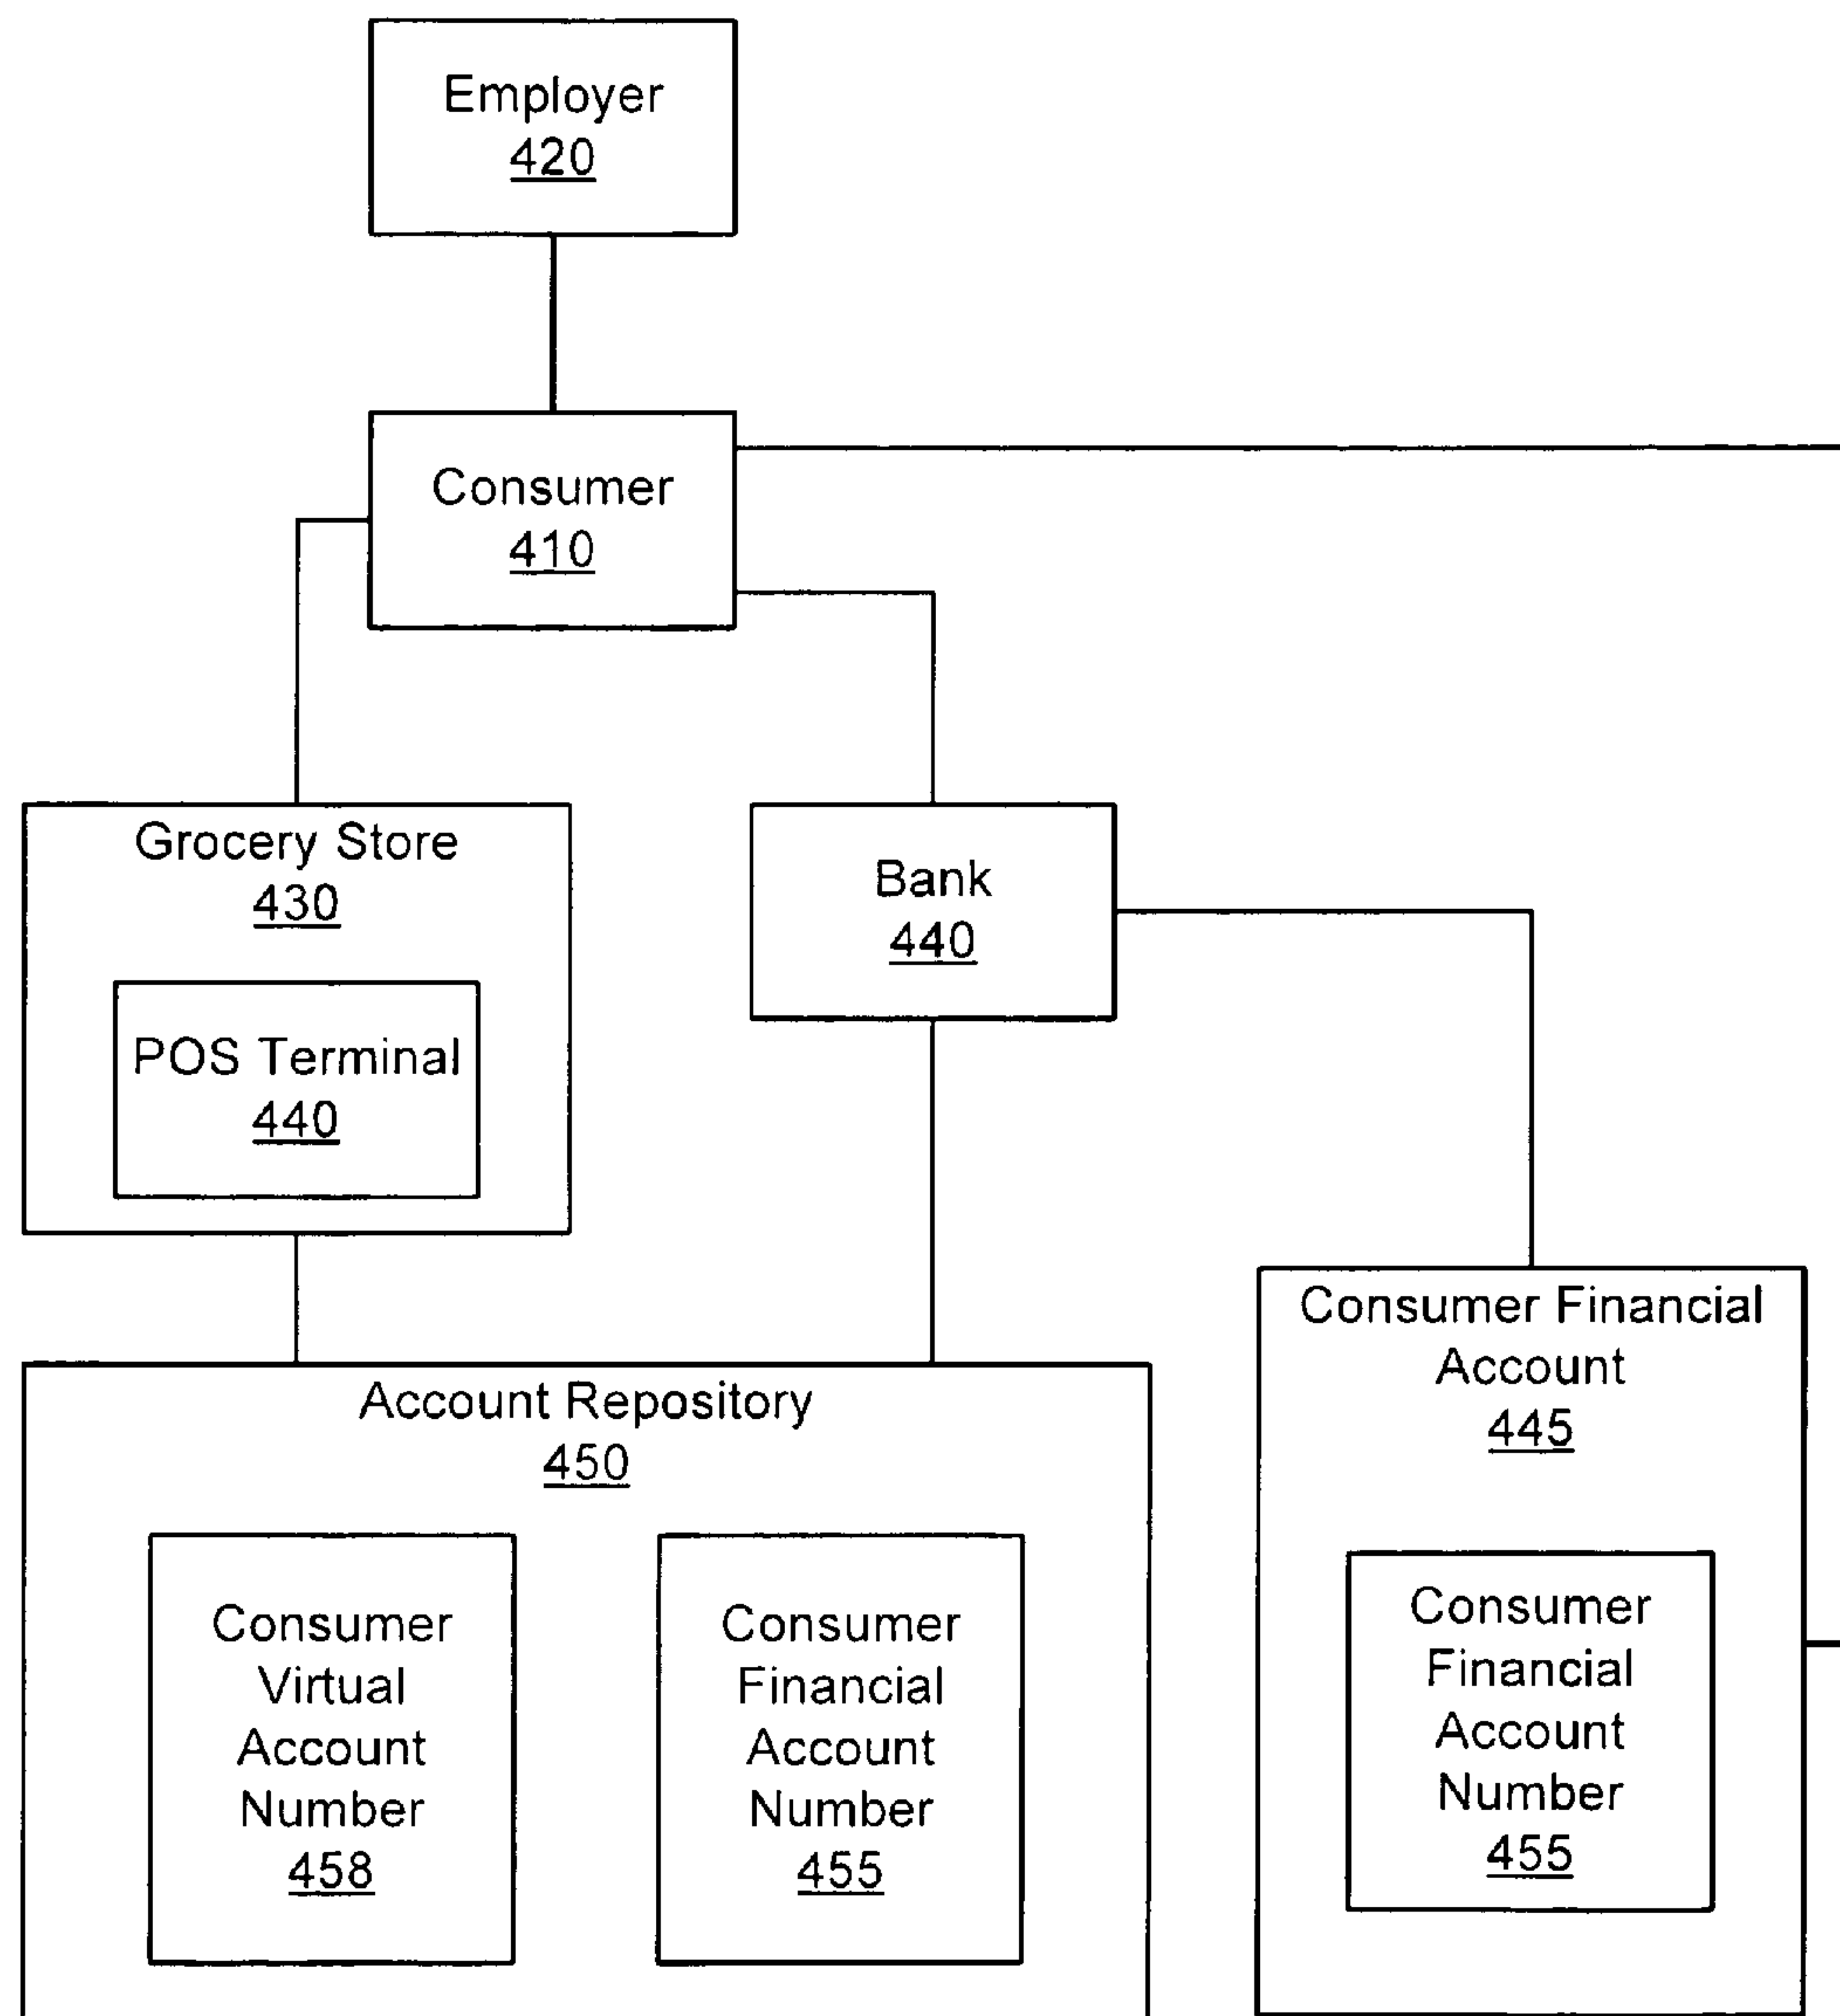 Employer
420
Consumer
410
Grocery Store
430
POS Terminal
440
Bank
440
Consumer Financial
Account
445
Consumer
Financial
Account
Number
455
Account Repository
450
Consumer
Virtual
Account
Number
458
Consumer
Financial
Account
Number
455